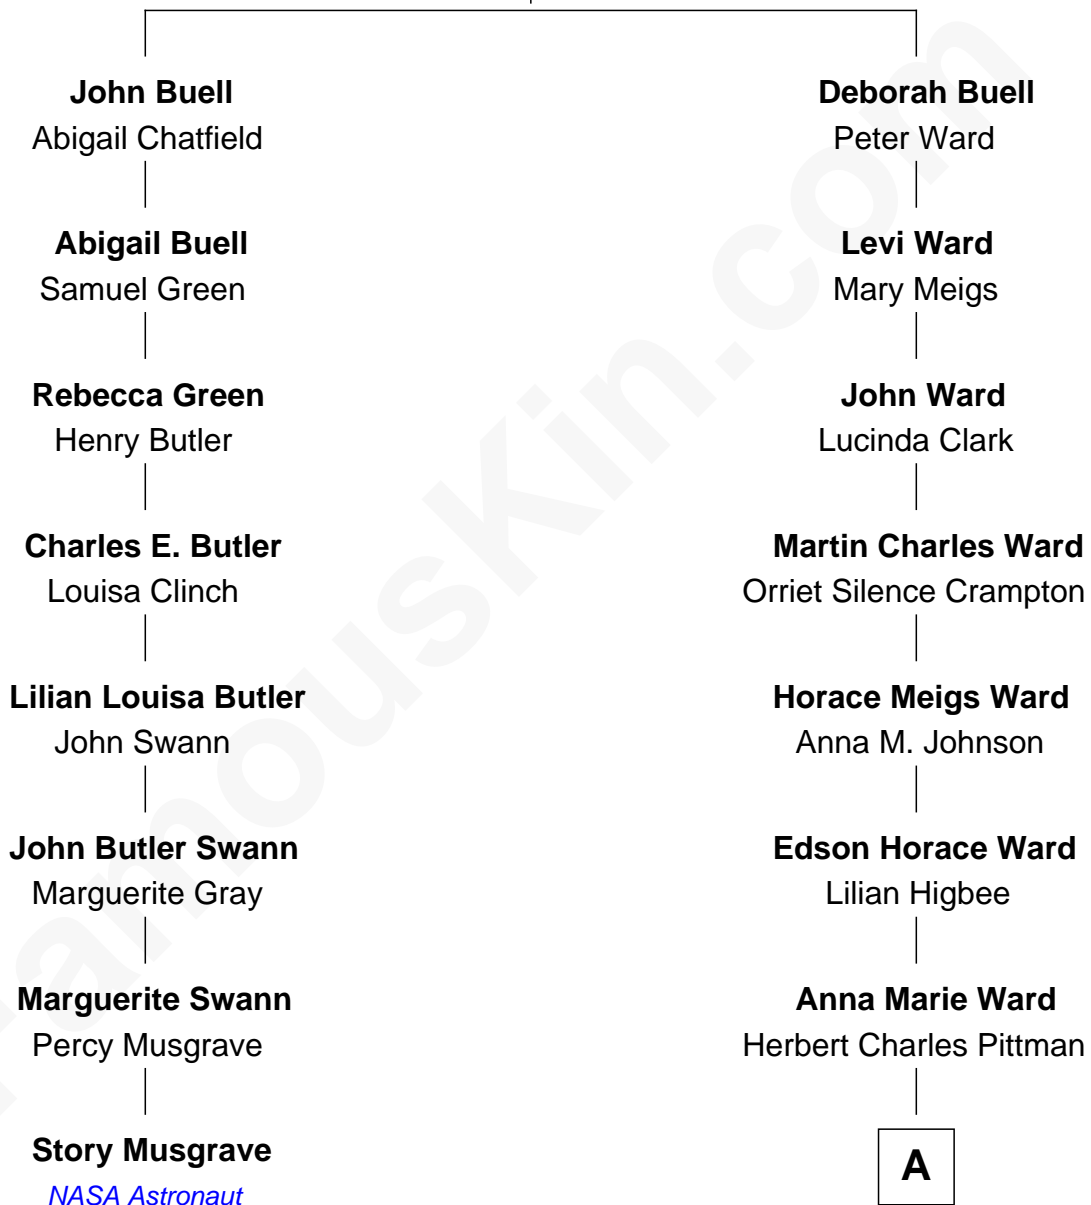 John Buell
Abigail Chatfield
Abigail Buell
Samuel Green
Rebecca Green
Henry Butler
Charles E. Butler
Louisa Clinch
Lilian Louisa Butler
John Swann
John Butler Swann
Marguerite Gray
Marguerite Swann
Percy Musgrave
Story Musgrave
NASA Astronaut
Deborah Buell
Peter Ward
Levi Ward
Mary Meigs
John Ward
Lucinda Clark
Martin Charles Ward
Orriet Silence Crampton
Horace Meigs Ward
Anna M. Johnson
Edson Horace Ward
Lilian Higbee
Anna Marie Ward
Herbert Charles Pittman
A
FamousKin.com